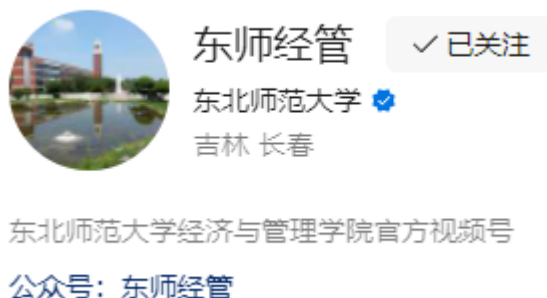 东师经管 已关注
东北师范大学
吉林 长春
东北师范大学经济与管理学院官方视频号
公众号：东师经管